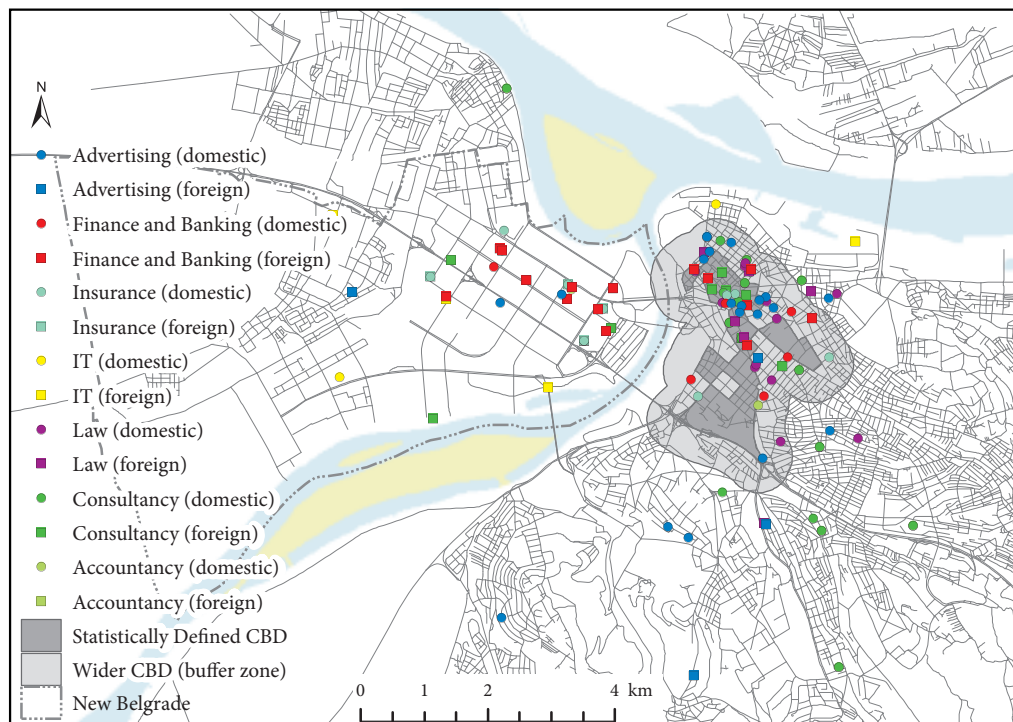 N
Advertising (domestic)
Advertising (foreign)
Finance and Banking (domestic)
Finance and Banking (foreign)
Insurance (domestic)
Insurance (foreign)
IT (domestic)
IT (foreign)
Law (domestic)
Law (foreign)
Consultancy (domestic)
Consultancy (foreign)
Accountancy (domestic)
Accountancy (foreign)
Statistically Defined CBD
Wider CBD (buffer zone)
New Belgrade
0 1 2 4 km